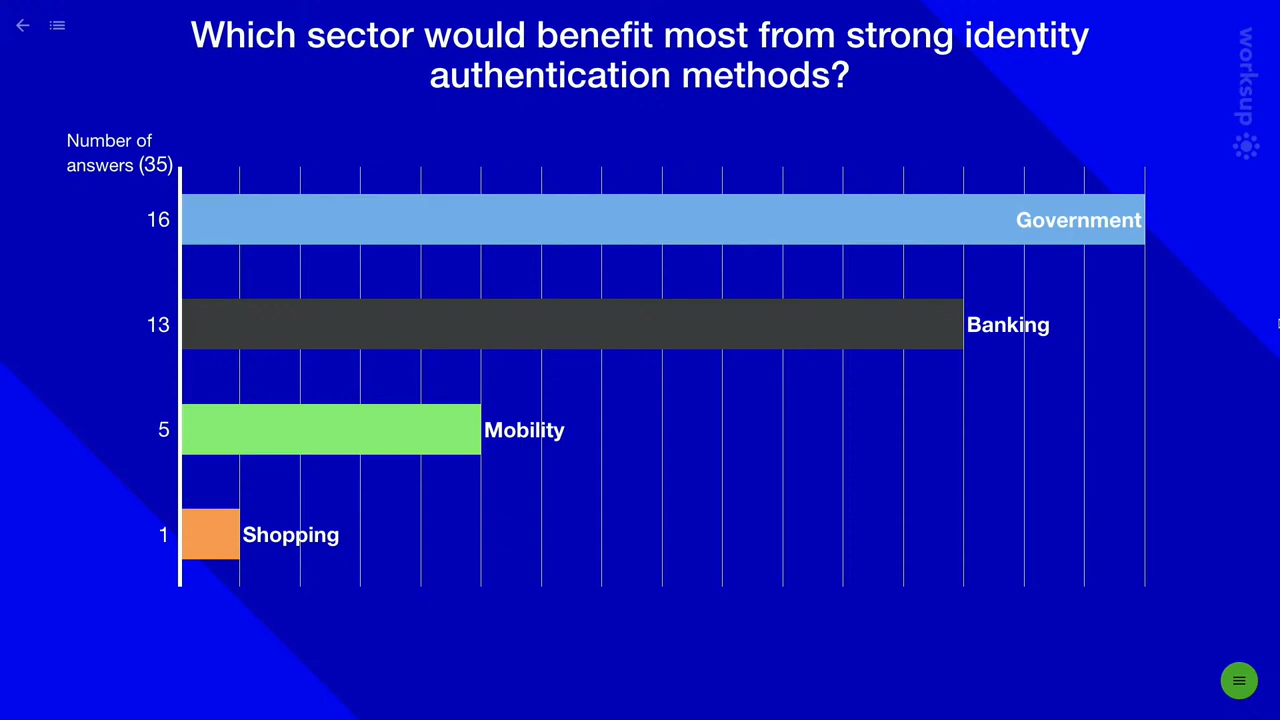 Which sector would benefit most from strong identity
authentication methods?
worksup
Number of
answers (35)
16
Government
13
Banking
5
Mobility
1
Shopping